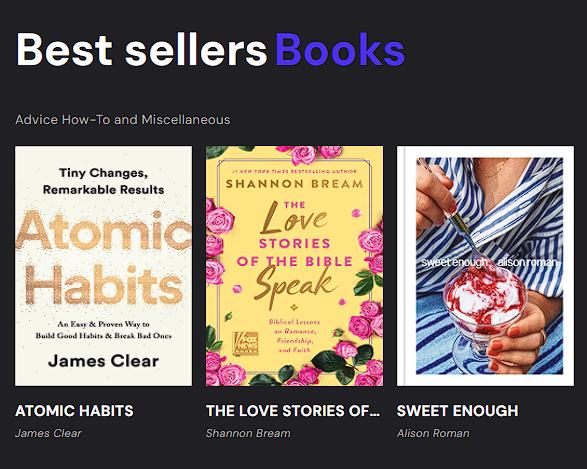 Best sellers Books
Advice How-To and Miscellaneous
Tiny Changes,
Remarkable Results
Atomic
Habits
An Easy & Proven Way to
Build Good Habits & Break Bad Ones
James Clear
#1 NEW YORK TIMES BESTSELLING AUTHOR
SHANNON BREAM
THE
Love
STORIES
OF THE BIBLE
Speak
Biblical Lessons
on Romance,
Friendship,
and Faith
FOX
NEWS
BOOKS
sweet enough alison roman
ATOMIC HABITS
James Clear
THE LOVE STORIES OF...
Shannon Bream
SWEET ENOUGH
Alison Roman